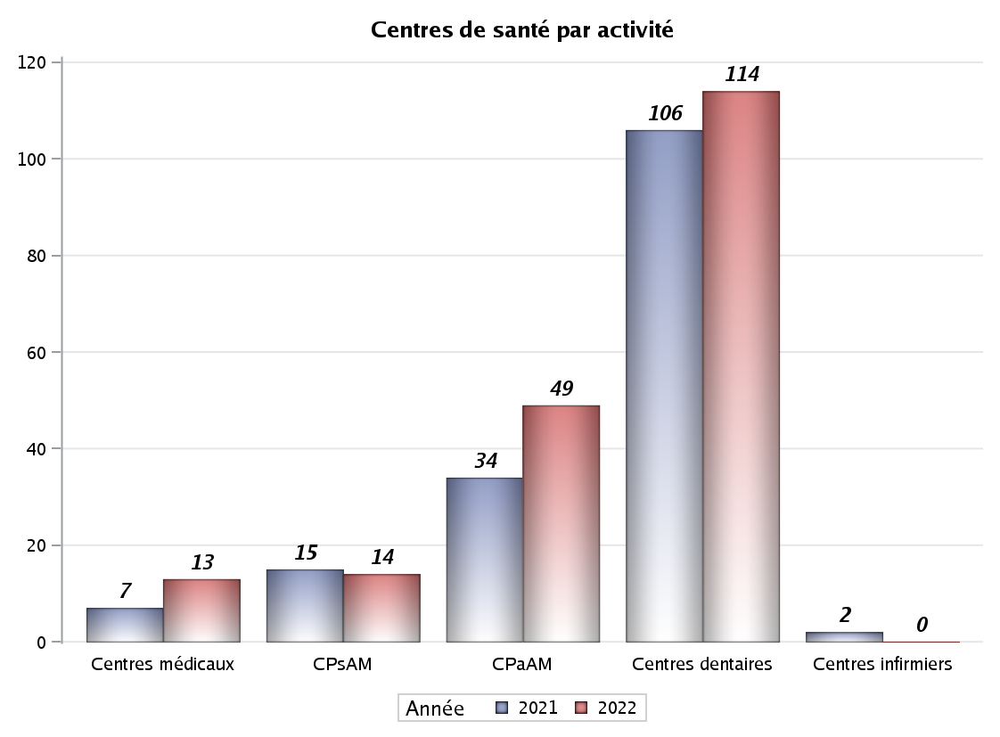 Centres de santé par activité
120
100
80
60
40
20
0
7
13
15
14
34
49
106
114
2
0
Centres médicaux
CPsAM
CPaAM
Centres dentaires
Centres infirmiers
Année 2021 2022